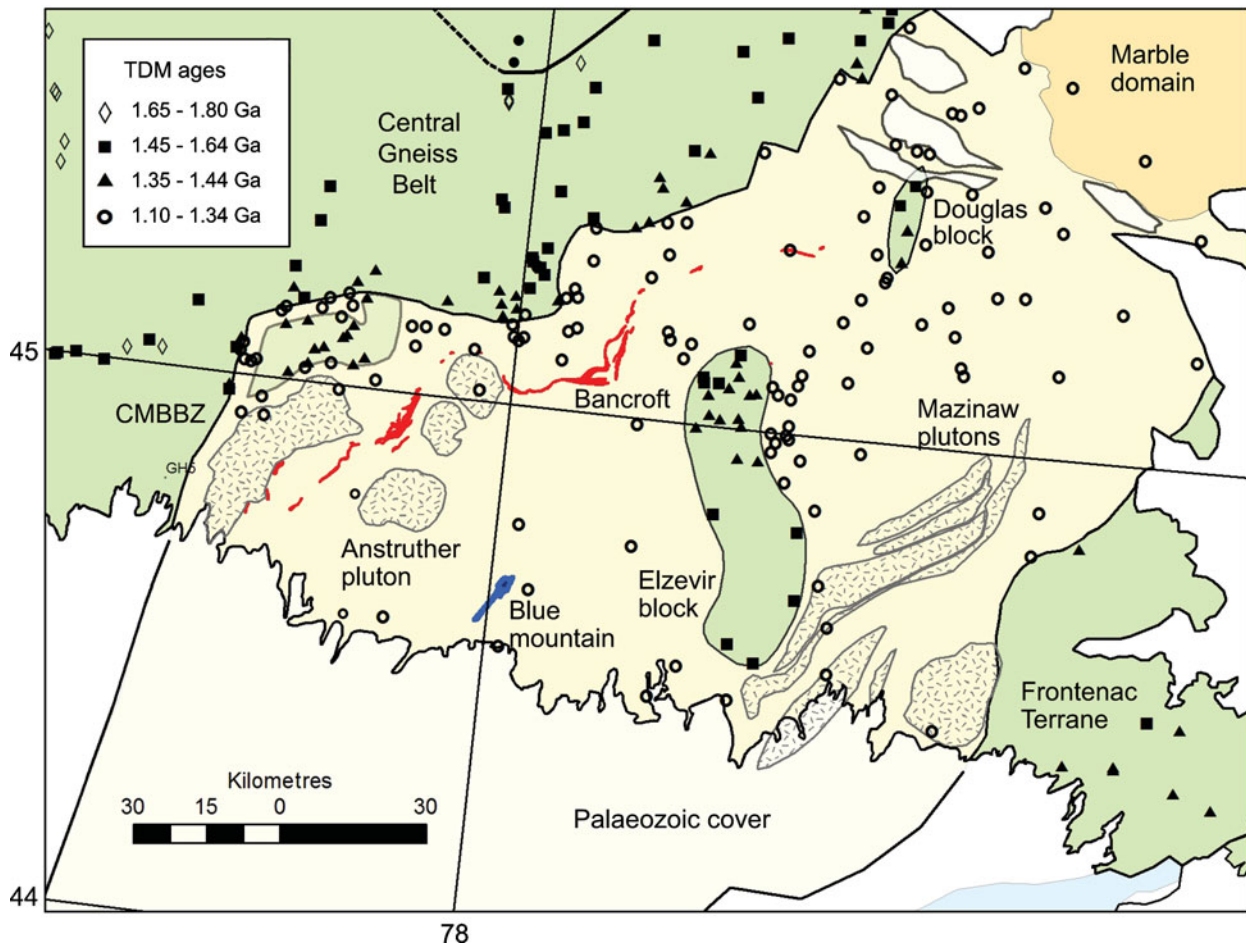 TDM ages
1.65 - 1.80 Ga
1.45 - 1.64 Ga
1.35 - 1.44 Ga
1.10 - 1.34 Ga
Central
Gneiss
Belt
Marble
domain
Douglas
block
45
CMBBZ
Bancroft
Mazinaw
plutons
GH5
Anstruther
pluton
Elzevir
block
Blue
mountain
Frontenac
Terrane
Kilometres
30 15 0 30
Palaeozoic cover
44
78